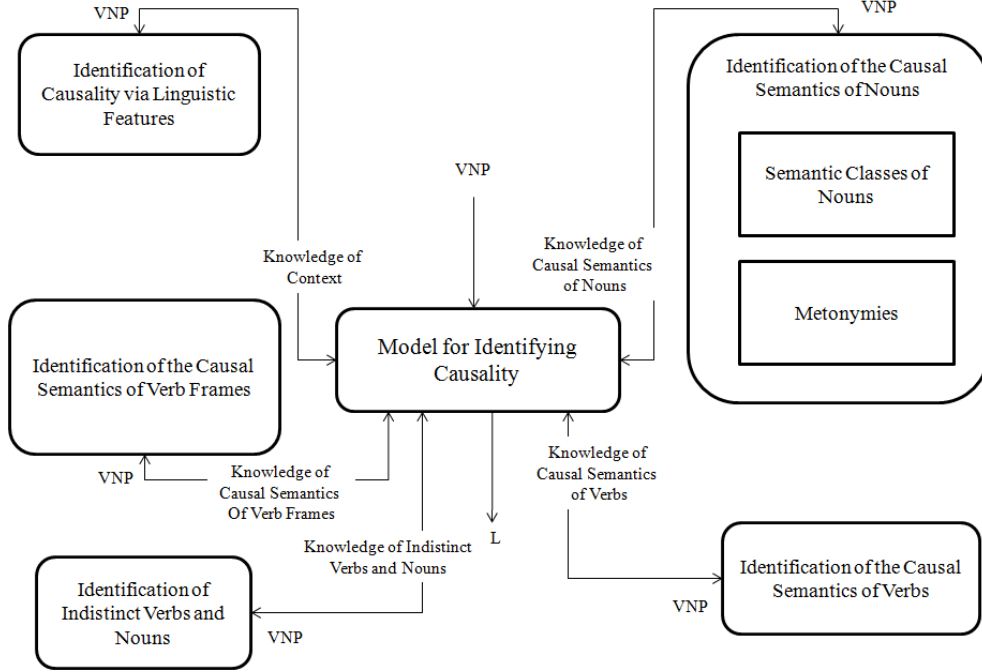 VNP
VNP
Identification of
Causality via Linguistic
Features
Identification of the Causal
Semantics of Nouns
Semantic Classes of
Nouns
Metonymies
VNP
Knowledge of
Context
Knowledge of
Causal Semantics
of Nouns
Model for Identifying
Causality
Identification of the Causal
Semantics of Verb Frames
VNP
Knowledge of
Causal Semantics
Of Verb Frames
Knowledge of
Causal Semantics
of Verbs
L
Knowledge of Indistinct
Verbs and Nouns
Identification of
Indistinct Verbs and
Nouns
VNP
Identification of the Causal
Semantics of Verbs
VNP